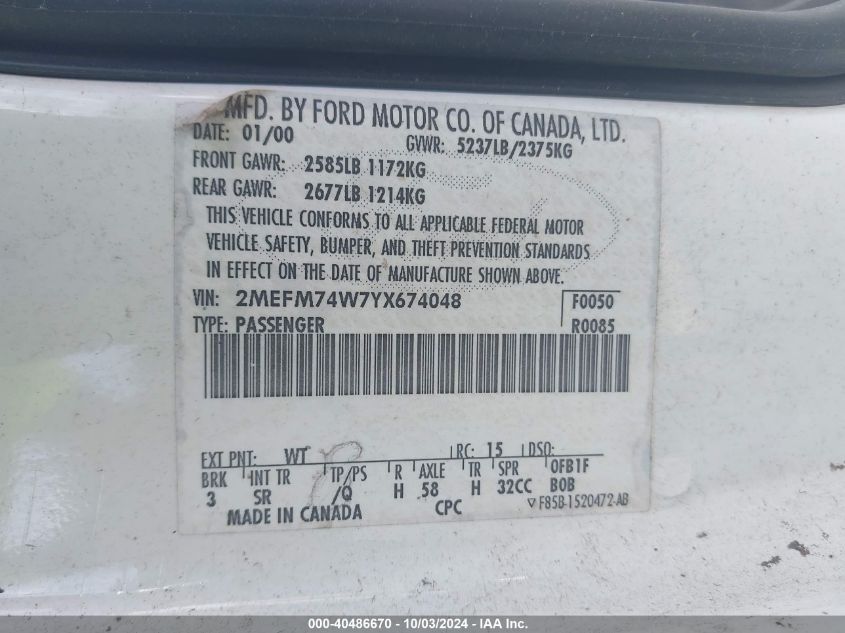 MFD. BY FORD MOTOR CO. OF CANADA, LTD.
DATE: 01/00 GVWR: 5237LB/2375KG
FRONT GAWR: 2585LB 1172KG
REAR GAWR: 2677LB 1214KG
THIS VEHICLE CONFORMS TO ALL APPLICABLE FEDERAL MOTOR
VEHICLE SAFETY, BUMPER, AND THEFT PREVENTION STANDARDS
IN EFFECT ON THE DATE OF MANUFACTURE SHOWN ABOVE.
VIN: 2MEFM74W7YX674048 F0050
TYPE: PASSENGER R0085
EXT PNT: WT RC: 15 DSO:
BRK INT TR TP/PS R AXLE TR SPR OFB1F
3 SR /Q H 58 H 32CC BOB
MADE IN CANADA CPC ▽F85B-1520472-AB
000-40486670 - 10/03/2024 - IAA Inc.